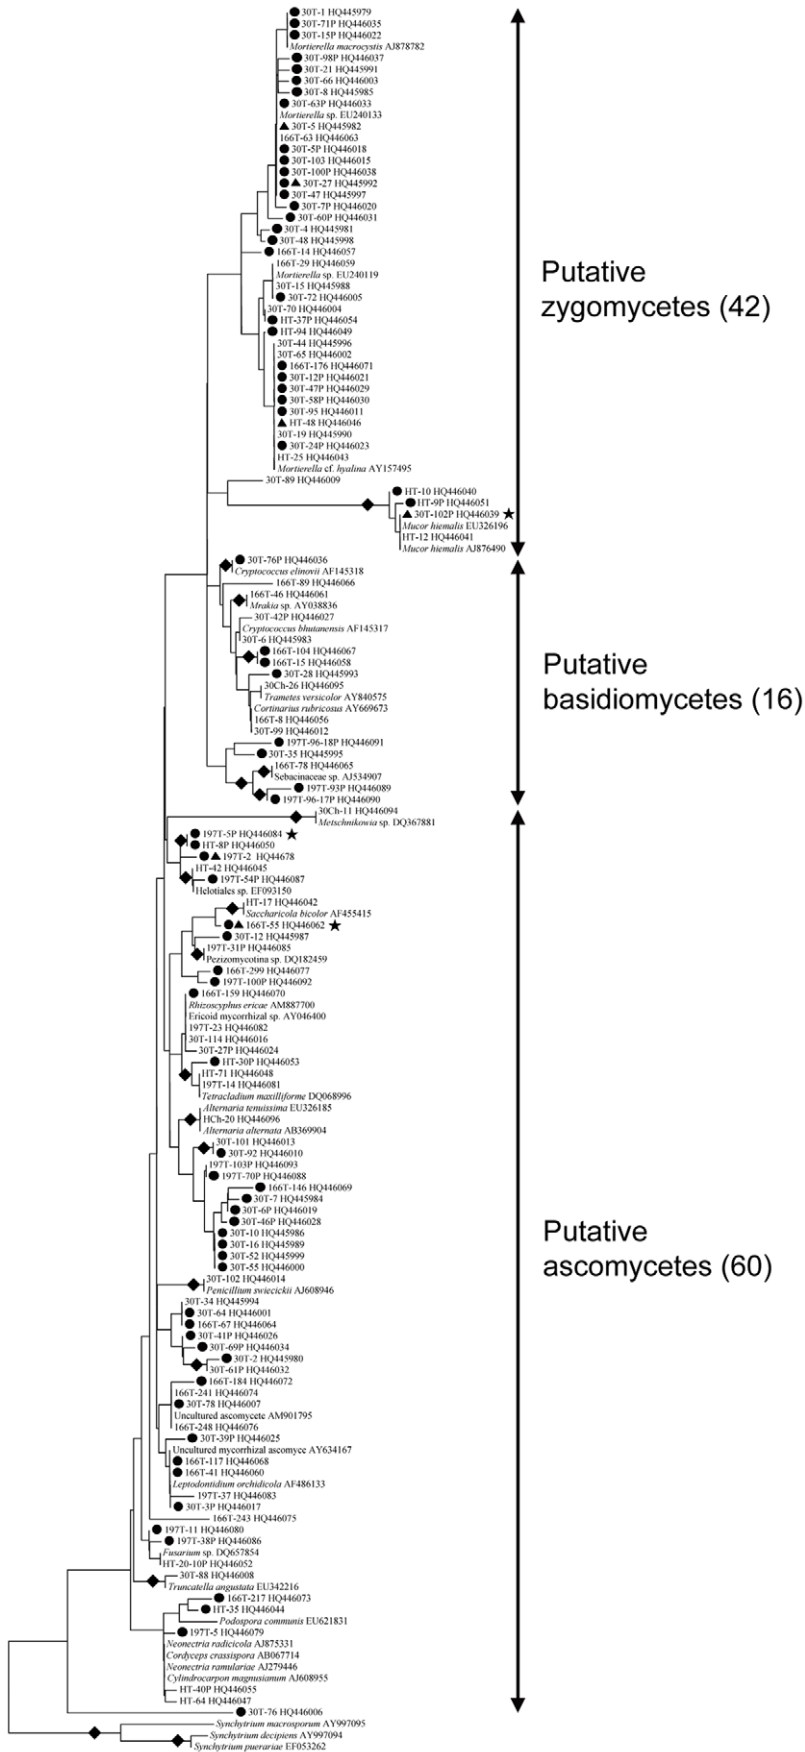 30T-1 HQ445979
30T-71P HQ446035
30T-15P HQ446022
Mortierella macrocystis AJ878782
30T-98P HQ446037
30T-21 HQ445991
30T-66 HQ446003
30T-8 HQ445985
30T-63P HQ446033
Mortierella sp. EU240133
30T-5 HQ445982
166T-63 HQ446063
30T-5P HQ446018
30T-103 HQ446015
30T-100P HQ446038
30T-27 HQ445992
30T-47 HQ445997
30T-7P HQ446020
30T-60P HQ446031
30T-4 HQ445981
30T-48 HQ445998
166T-14 HQ446057
166T-29 HQ446059
Mortierella sp. EU240119
30T-15 HQ445988
30T-72 HQ446005
30T-70 HQ446004
HT-37P HQ446054
HT-94 HQ446049
30T-44 HQ445996
30T-65 HQ446002
166T-176 HQ446071
30T-12P HQ446021
30T-47P HQ446029
30T-58P HQ446030
30T-95 HQ446011
HT-48 HQ446046
30T-19 HQ445990
30T-24P HQ446023
HT-25 HQ446043
Mortierella cf. hyalina AY157495
30T-89 HQ446009
HT-10 HQ446040
HT-9P HQ446051
30T-102P HQ446039
Mucor hiemalis EU326196
HT-12 HQ446041
Mucor hiemalis AJ876490
Putative
zygomycetes (42)
30T-76P HQ446036
Cryptococcus elinovii AF145318
166T-89 HQ446066
166T-46 HQ446061
Mrakia sp. AY038836
30T-42P HQ446027
Cryptococcus bhutanensis AF145317
30T-6 HQ445983
166T-104 HQ446067
166T-15 HQ446058
30T-28 HQ445993
30Ch-26 HQ446095
Trametes versicolor AY840575
Cortinarius rubricosus AY669673
166T-8 HQ446056
30T-99 HQ446012
197T-96-18P HQ446091
30T-35 HQ445995
166T-78 HQ446065
Sebacinaceae sp. AJ534907
197T-93P HQ446089
197T-96-17P HQ446090
Putative
basidiomycetes (16)
30Ch-11 HQ446094
Metschnikowia sp. DQ367881
197T-5P HQ446084
HT-8P HQ446050
197T-2 HQ44678
HT-42 HQ446045
197T-54P HQ446087
Helotiales sp. EF093150
HT-17 HQ446042
Saccharicola bicolor AF455415
166T-55 HQ446062
30T-12 HQ445987
197T-31P HQ446085
Pezizomycotina sp. DQ182459
166T-299 HQ446077
197T-100P HQ446092
166T-159 HQ446070
Rhizoscyphus ericae AM887700
Ericoid mycorrhizal sp. AY046400
197T-23 HQ446082
30T-114 HQ446016
30T-27P HQ446024
HT-30P HQ446053
HT-71 HQ446048
197T-14 HQ446081
Tetracladium maxilliforme DQ068996
Alternaria tenuissima EU326185
HCh-20 HQ446096
Alternaria alternata AB369904
30T-101 HQ446013
30T-92 HQ446010
197T-103P HQ446093
197T-70P HQ446088
166T-146 HQ446069
30T-7 HQ445984
30T-6P HQ446019
30T-46P HQ446028
30T-10 HQ445986
30T-16 HQ445989
30T-52 HQ445999
30T-55 HQ446000
30T-102 HQ446014
Penicillium swiecickii AJ608946
30T-34 HQ445994
30T-64 HQ446001
166T-67 HQ446064
30T-41P HQ446026
30T-69P HQ446034
30T-2 HQ445980
30T-61P HQ446032
166T-184 HQ446072
166T-241 HQ446074
30T-78 HQ446007
Uncultured ascomycete AM901795
166T-248 HQ446076
30T-39P HQ446025
Uncultured mycorrhizal ascomyce AY634167
166T-117 HQ446068
166T-41 HQ446060
Leptodontidium orchidicola AF486133
197T-37 HQ446083
30T-3P HQ446017
166T-243 HQ446075
197T-11 HQ446080
197T-38P HQ446086
Fusarium sp. DQ657854
HT-20-10P HQ446052
30T-88 HQ446008
Truncatella angustata EU342216
166T-217 HQ446073
HT-35 HQ446044
Podospora communis EU621831
197T-5 HQ446079
Neonectria radicicola AJ875331
Cordyceps crassispora AB067714
Neonectria ramulariae AJ279446
Cylindrocarpon magnusianum AJ608955
HT-40P HQ446055
HT-64 HQ446047
Putative
ascomycetes (60)
30T-76 HQ446006
Synchytrium macrosporum AY997095
Synchytrium decipiens AY997094
Synchytrium puerariae EF053262